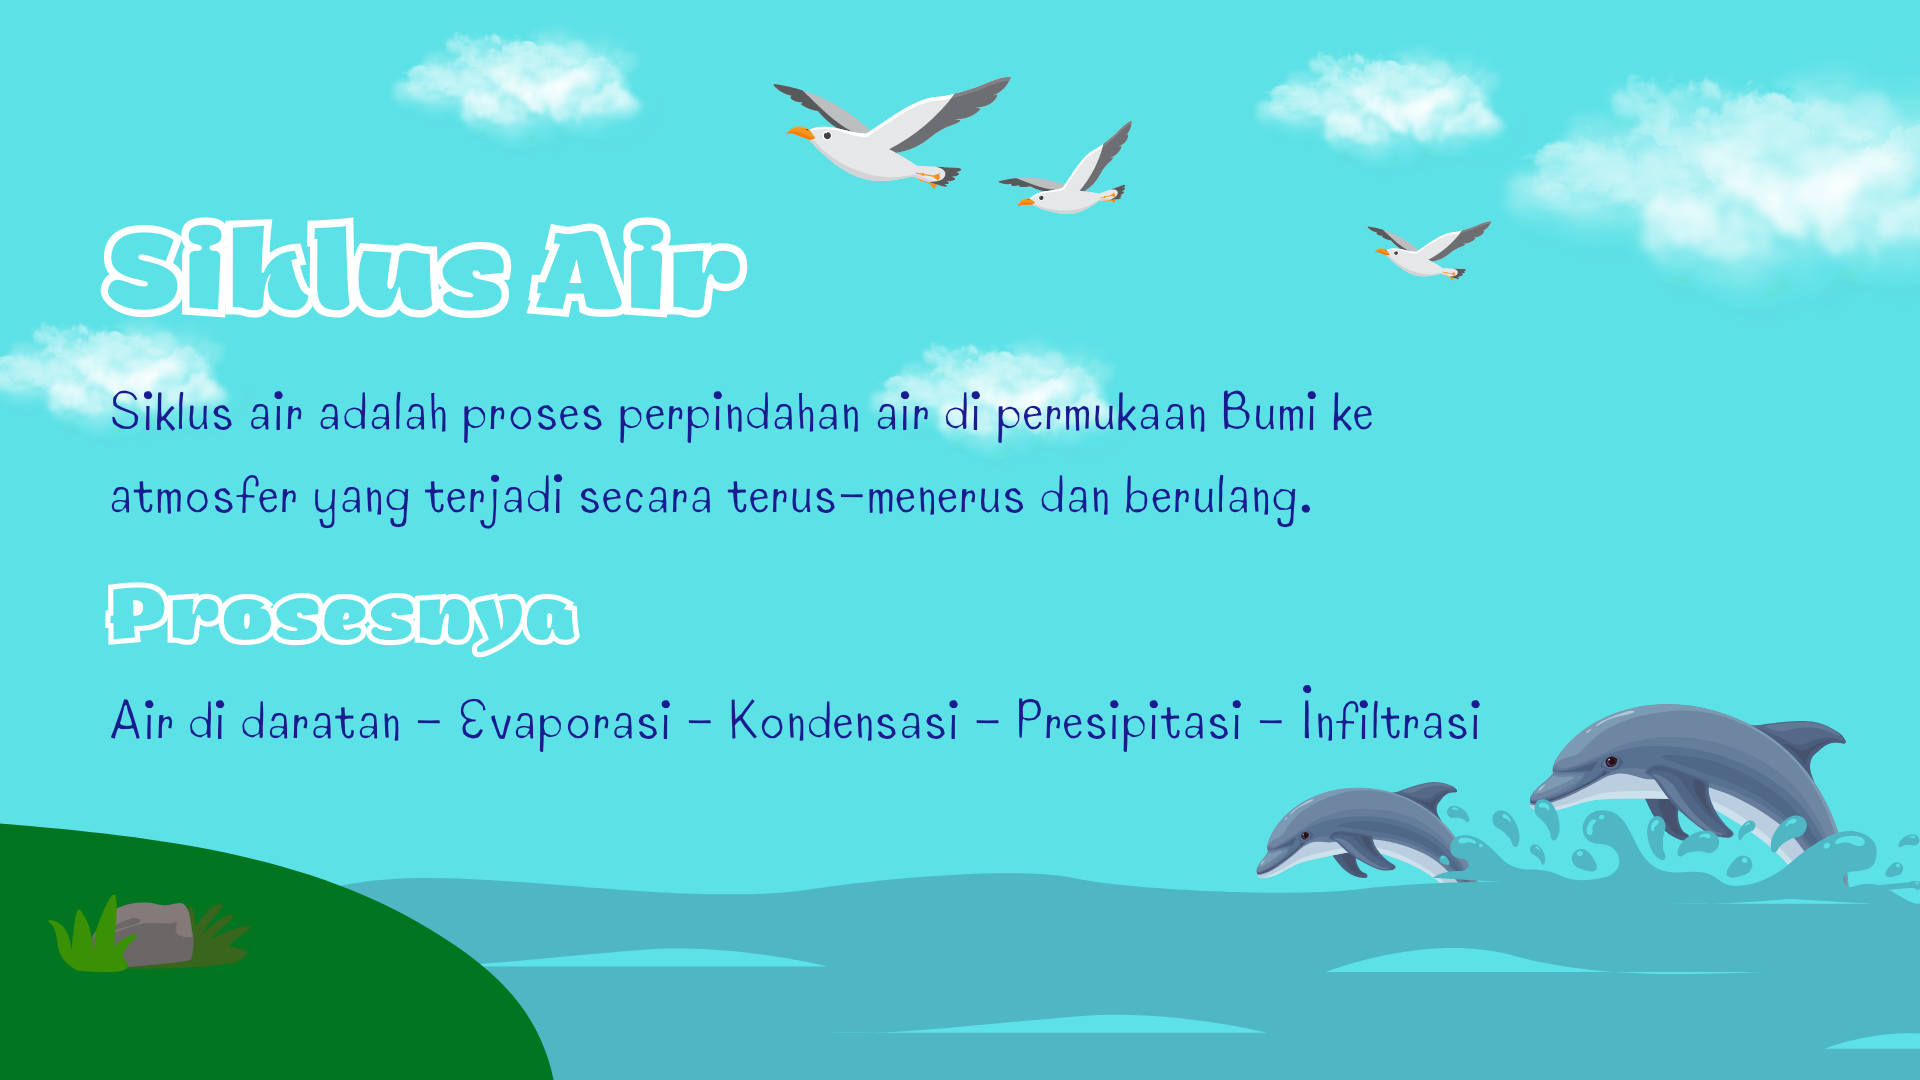 Siklus Air
Siklus air adalah proses perpindahan air di permukaan Bumi ke
atmosfer yang terjadi secara terus-menerus dan berulang.
Prosesnya
Air di daratan - Evaporasi - Kondensasi - Presipitasi - Infiltrasi